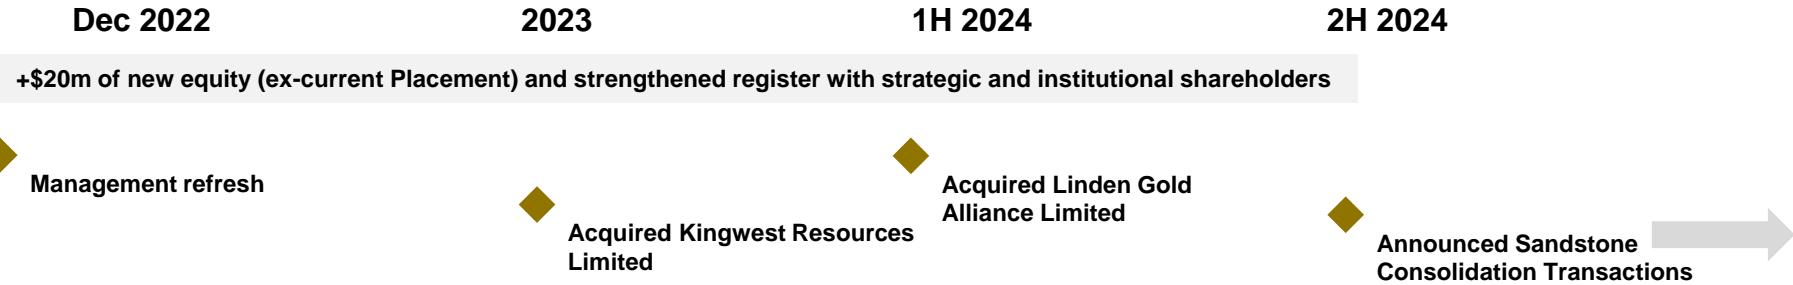 Dec 2022
2023
1H 2024
2H 2024
+$20m of new equity (ex-current Placement) and strengthened register with strategic and institutional shareholders
Management refresh
Acquired Kingwest Resources
Limited
Acquired Linden Gold
Alliance Limited
Announced Sandstone
Consolidation Transactions